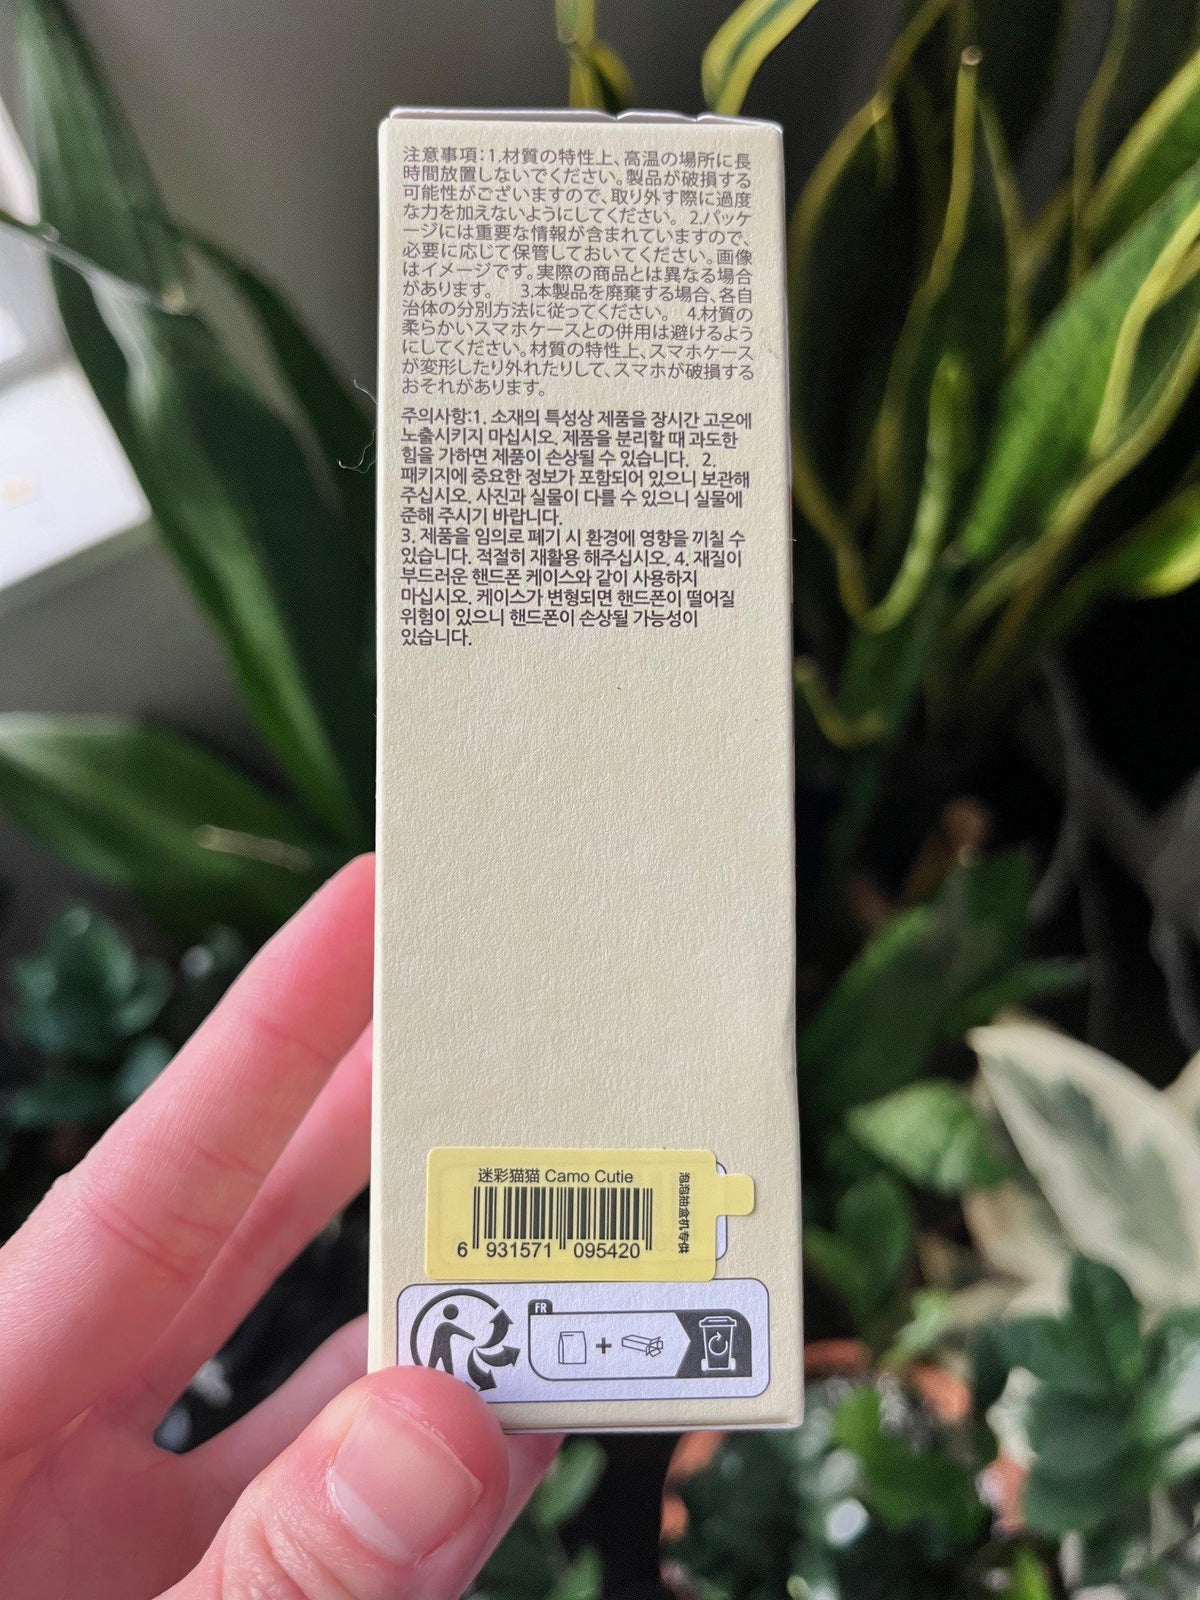 注意事項：1.材質の特性上、高温の場所に長
時間放置しないでください。製品が破損する
可能性がございますので、取り外す際に過度
な力を加えないようにしてください。 2.パッケ
ージには重要な情報が含まれていますので、
必要に応じて保管しておいてください。画像
はイメージです。実際の商品とは異なる場合
があります。 3.本製品を廃棄する場合、各自
治体の分別方法に従ってください。 4.材質の
柔らかいスマホケースとの併用は避けるよう
にしてください。材質の特性上、スマホケース
が変形したり外れたりして、スマホが破損する
おそれがあります。
주의사항:1. 소재의 특성상 제품을 장시간 고온에
노출시키지 마십시오. 제품을 분리할 때 과도한
힘을 가하면 제품이 손상될 수 있습니다. 2.
패키지에 중요한 정보가 포함되어 있으니 보관해
주십시오. 사진과 실물이 다를 수 있으니 실물에
준해 주시기 바랍니다.
3. 제품을 임의로 폐기 시 환경에 영향을 끼칠 수
있습니다. 적절히 재활용 해주십시오. 4. 재질이
부드러운 핸드폰 케이스와 같이 사용하지
마십시오. 케이스가 변형되면 핸드폰이 떨어질
위험이 있으니 핸드폰이 손상될 가능성이
있습니다.
迷彩猫猫 Camo Cutie
6 931571 095420
泡泡抽盒机专供
FR